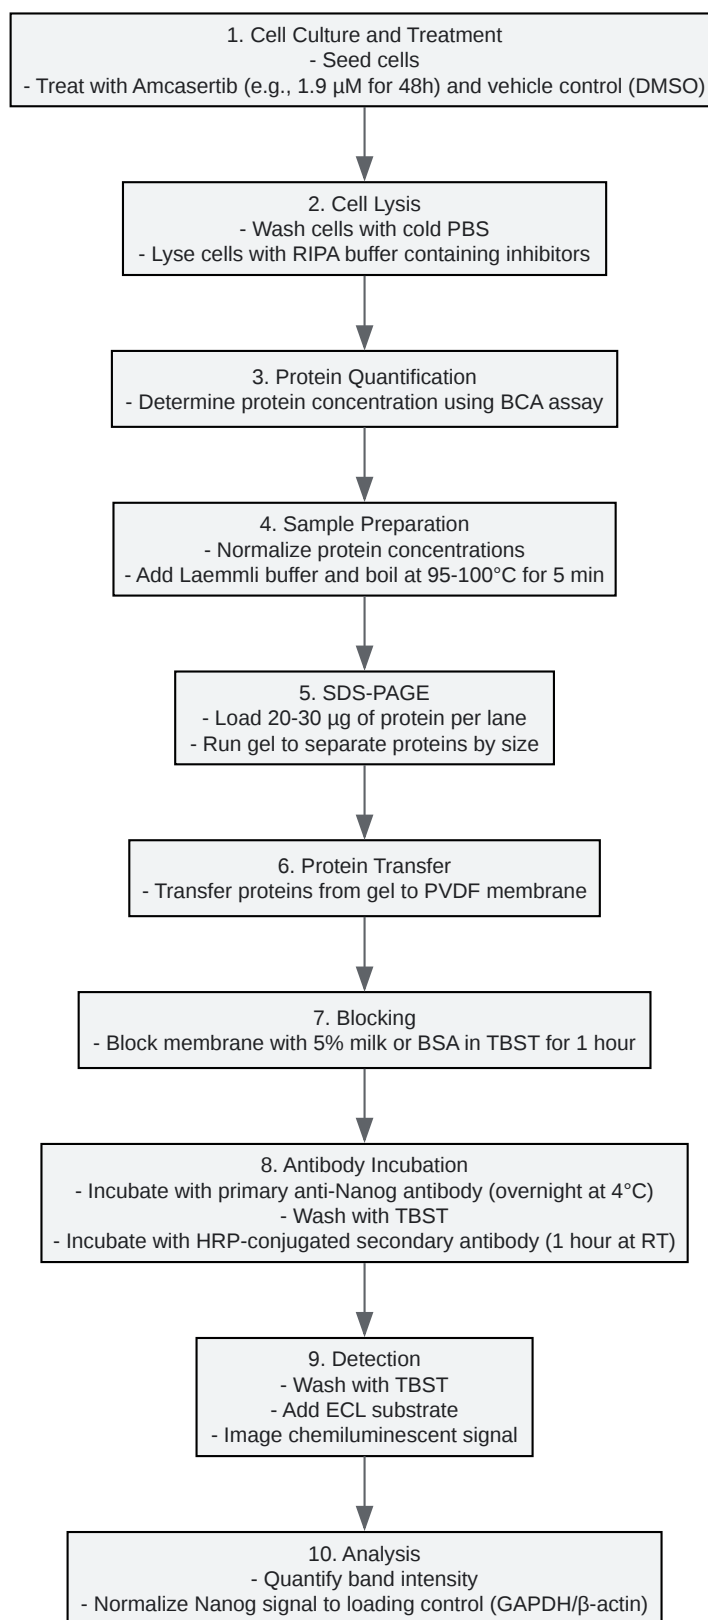 1. Cell Culture and Treatment
- Seed cells
- Treat with Amcasertib (e.g., 1.9 µM for 48h) and vehicle control (DMSO)
2. Cell Lysis
- Wash cells with cold PBS
- Lyse cells with RIPA buffer containing inhibitors
3. Protein Quantification
- Determine protein concentration using BCA assay
4. Sample Preparation
- Normalize protein concentrations
- Add Laemmli buffer and boil at 95-100°C for 5 min
5. SDS-PAGE
- Load 20-30 µg of protein per lane
- Run gel to separate proteins by size
6. Protein Transfer
- Transfer proteins from gel to PVDF membrane
7. Blocking
- Block membrane with 5% milk or BSA in TBST for 1 hour
8. Antibody Incubation
- Incubate with primary anti-Nanog antibody (overnight at 4°C)
- Wash with TBST
- Incubate with HRP-conjugated secondary antibody (1 hour at RT)
9. Detection
- Wash with TBST
- Add ECL substrate
- Image chemiluminescent signal
10. Analysis
- Quantify band intensity
- Normalize Nanog signal to loading control (GAPDH/β-actin)